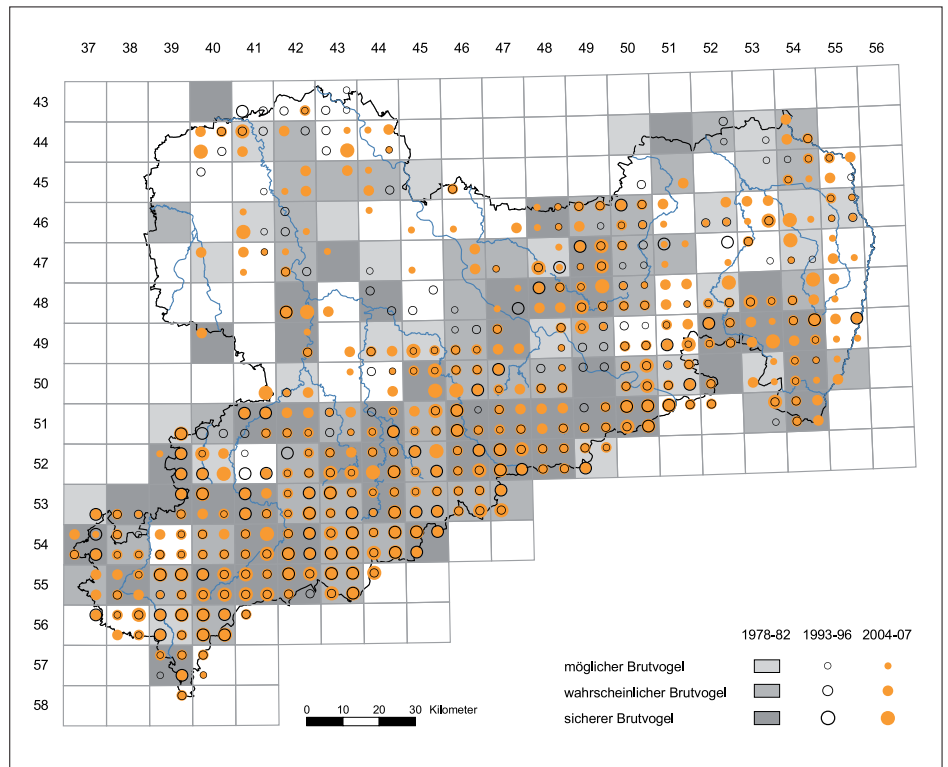 37 38 39 40 41 42 43 44 45 46 47 48 49 50 51 52 53 54 56
43
44
45
46
47
48
49
50
51
52
53
54
55
56
57
58
1978-82 1993-96 2004-07
möglicher Brutvogel
wahrscheinlicher Brutvogel
sicherer Brutvogel
0 10 20 30 Kilometer